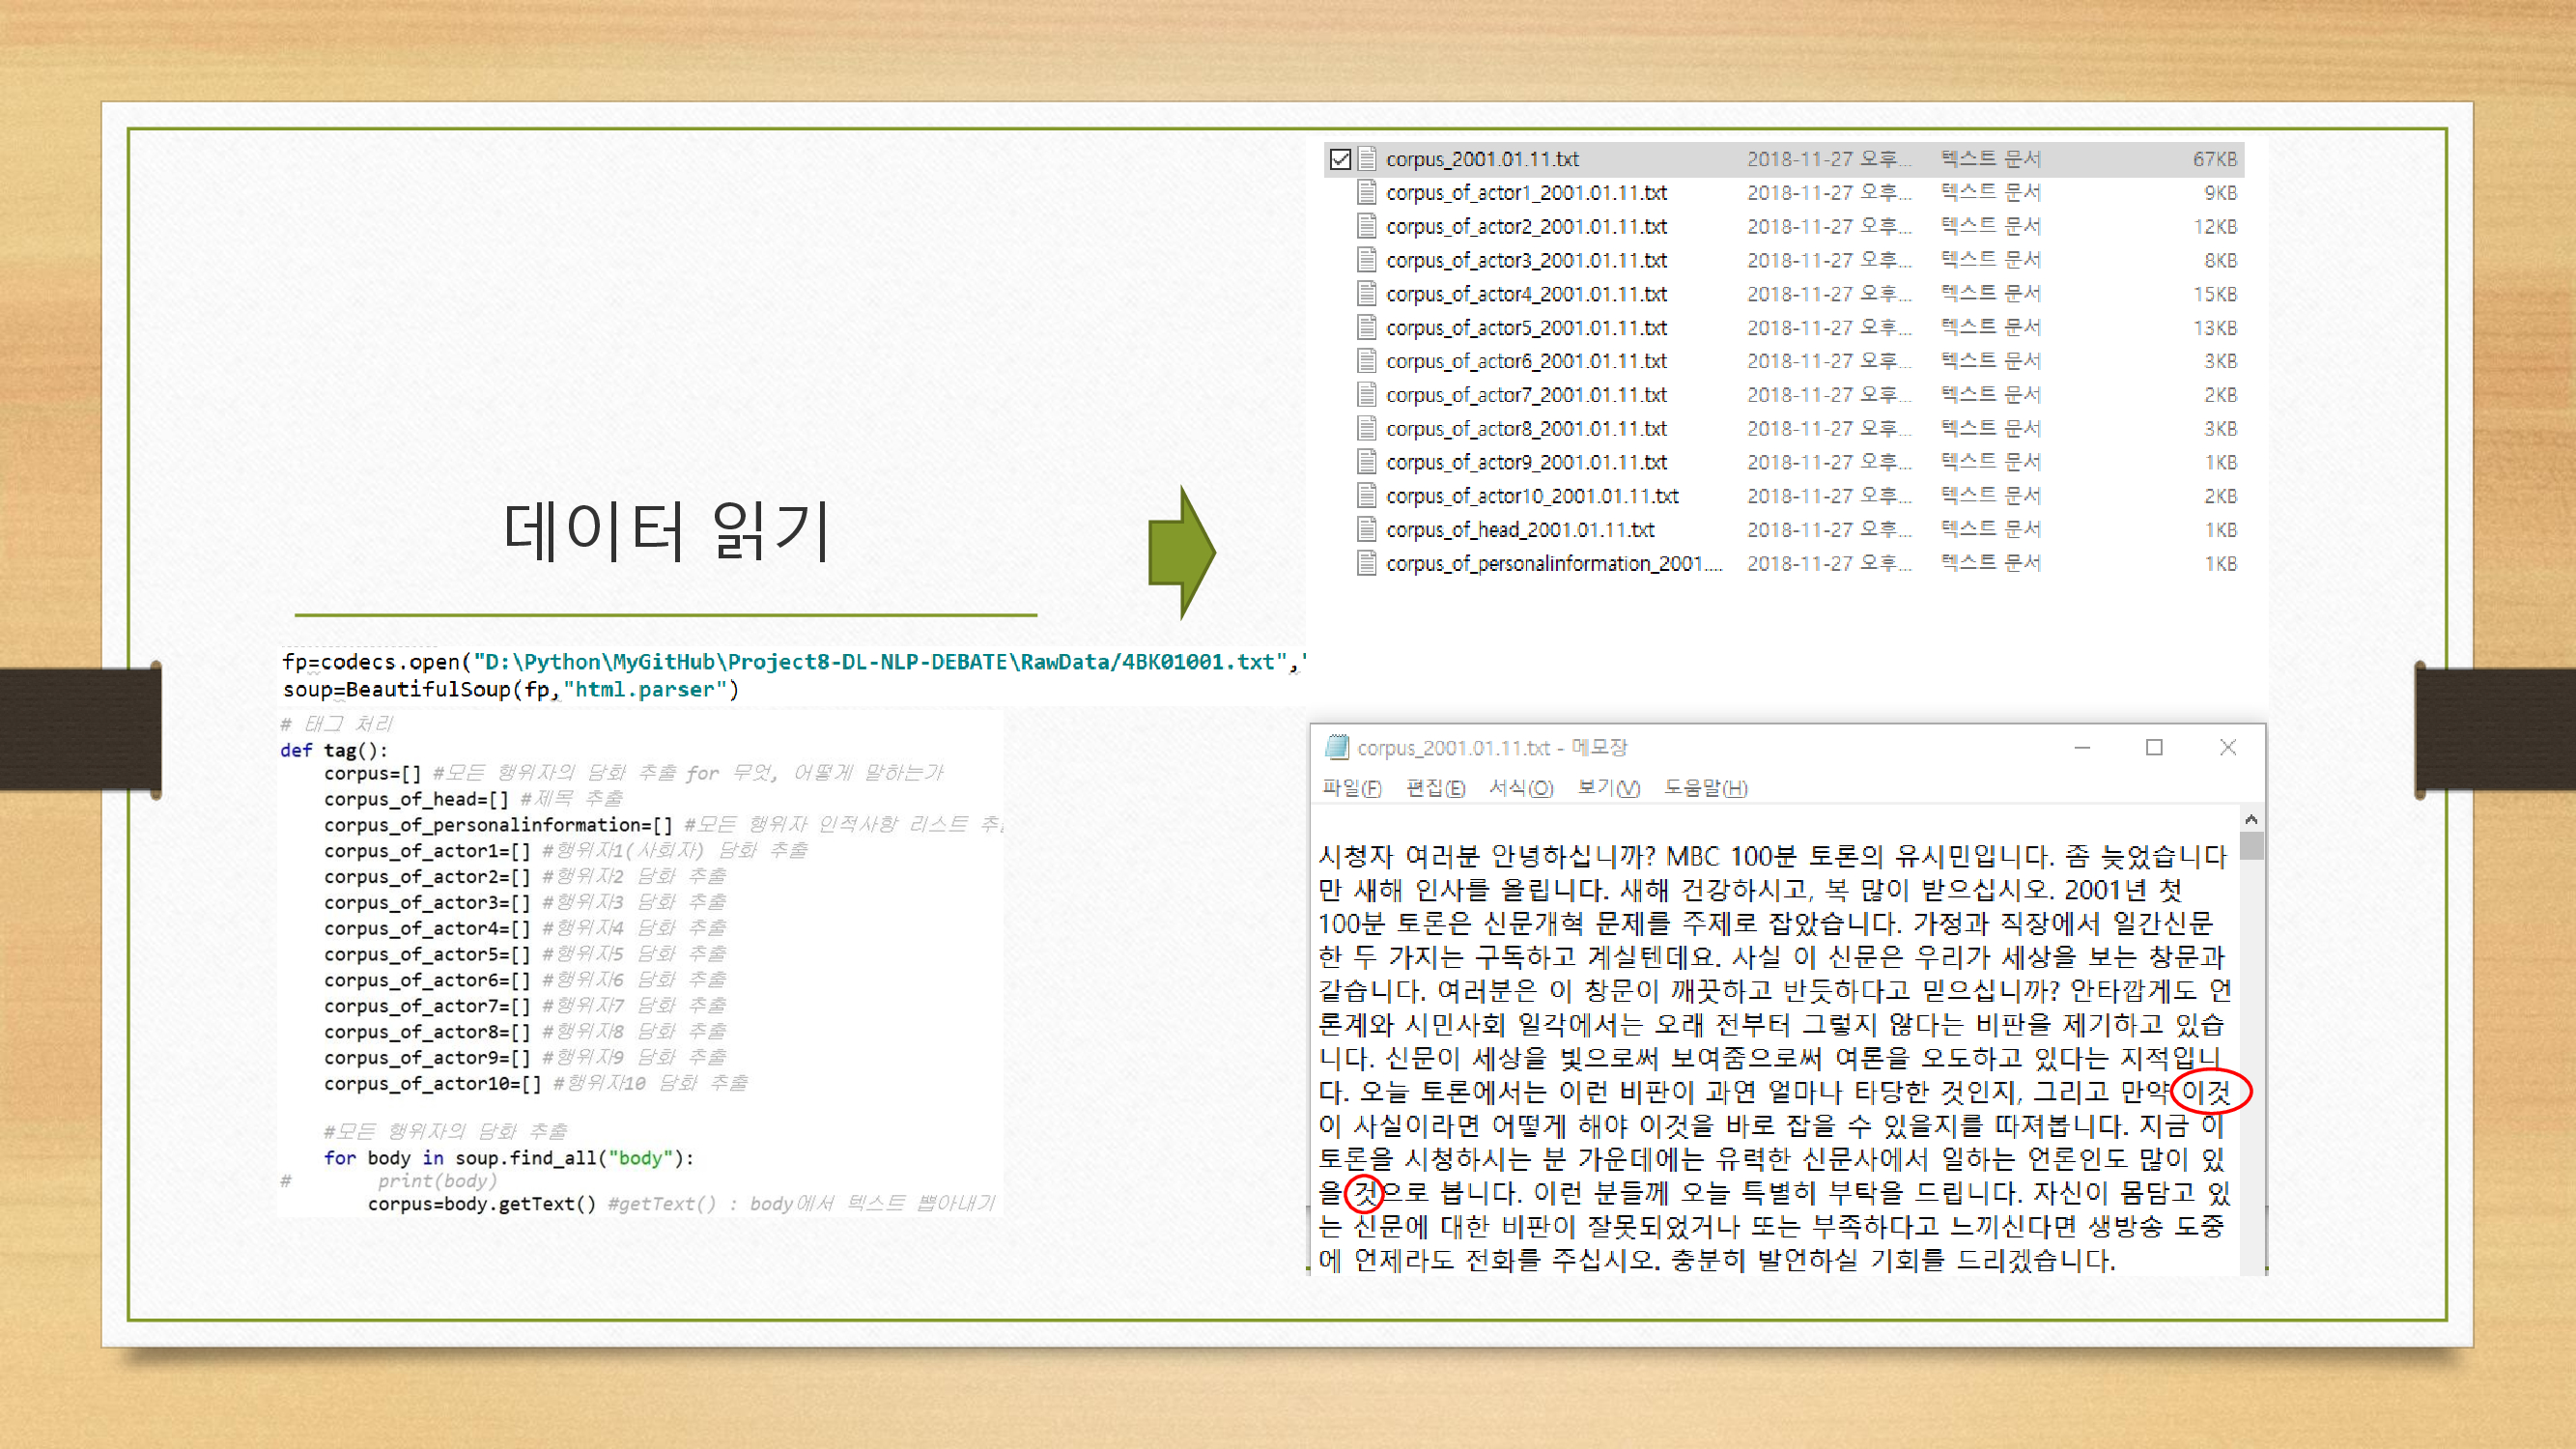 데이터 읽기
fp=codecs.open("D:\Python\MyGitHub\Project8-DL-NLP-DEBATE\RawData/4BK01001.txt",'
soup=BeautifulSoup(fp,"html.parser")
# 태그 처리
def tag():
corpus=[] #모든 행위자의 담화 추출 for 무엇, 어떻게 말하는가
corpus_of_head=[] #제목 추출
corpus_of_personalinformation=[] #모든 행위자 인적사항 리스트 추
corpus_of_actor1=[] #행위자1(사회자) 담화 추출
corpus_of_actor2=[] #행위자2 담화 추출
corpus_of_actor3=[] #행위자3 담화 추출
corpus_of_actor4=[] #행위자4 담화 추출
corpus_of_actor5=[] #행위자5 담화 추출
corpus_of_actor6=[] #행위자6 담화 추출
corpus_of_actor7=[] #행위자7 담화 추출
corpus_of_actor8=[] #행위자8 담화 추출
corpus_of_actor9=[] #행위자9 담화 추출
corpus_of_actor10=[] #행위자10 담화 추출
#모든 행위자의 담화 추출
for body in soup.find_all("body"):
# print(body)
corpus=body.getText() #getText() : body에서 텍스트 뽑아내기
corpus_2001.01.11.txt 2018-11-27 오후... 텍스트 문서 67KB
corpus_of_actor1_2001.01.11.txt 2018-11-27 오후... 텍스트 문서 9KB
corpus_of_actor2_2001.01.11.txt 2018-11-27 오후... 텍스트 문서 12KB
corpus_of_actor3_2001.01.11.txt 2018-11-27 오후... 텍스트 문서 8KB
corpus_of_actor4_2001.01.11.txt 2018-11-27 오후... 텍스트 문서 15KB
corpus_of_actor5_2001.01.11.txt 2018-11-27 오후... 텍스트 문서 13KB
corpus_of_actor6_2001.01.11.txt 2018-11-27 오후... 텍스트 문서 3KB
corpus_of_actor7_2001.01.11.txt 2018-11-27 오후... 텍스트 문서 2KB
corpus_of_actor8_2001.01.11.txt 2018-11-27 오후... 텍스트 문서 3KB
corpus_of_actor9_2001.01.11.txt 2018-11-27 오후... 텍스트 문서 1KB
corpus_of_actor10_2001.01.11.txt 2018-11-27 오후... 텍스트 문서 2KB
corpus_of_head_2001.01.11.txt 2018-11-27 오후... 텍스트 문서 1KB
corpus_of_personalinformation_2001.... 2018-11-27 오후... 텍스트 문서 1KB
corpus_2001.01.11.txt - 메모장
파일(F) 편집(E) 서식(O) 보기(V) 도움말(H)
시청자 여러분 안녕하십니까? MBC 100분 토론의 유시민입니다. 좀 늦었습니다
만 새해 인사를 올립니다. 새해 건강하시고, 복 많이 받으십시오. 2001년 첫
100분 토론은 신문개혁 문제를 주제로 잡았습니다. 가정과 직장에서 일간신문
한 두 가지는 구독하고 계실텐데요. 사실 이 신문은 우리가 세상을 보는 창문과
같습니다. 여러분은 이 창문이 깨끗하고 반듯하다고 믿으십니까? 안타깝게도 언
론계와 시민사회 일각에서는 오래 전부터 그렇지 않다는 비판을 제기하고 있습
니다. 신문이 세상을 빛으로써 보여줌으로써 여론을 오도하고 있다는 지적입니
다. 오늘 토론에서는 이런 비판이 과연 얼마나 타당한 것인지, 그리고 만약 이것
이 사실이라면 어떻게 해야 이것을 바로 잡을 수 있을지를 따져봅니다. 지금 이
토론을 시청하시는 분 가운데에는 유력한 신문사에서 일하는 언론인도 많이 있
을 것으로 봅니다. 이런 분들께 오늘 특별히 부탁을 드립니다. 자신이 몸담고 있
는 신문에 대한 비판이 잘못되었거나 또는 부족하다고 느끼신다면 생방송 도중
에 언제라도 전화를 주십시오. 충분히 발언하실 기회를 드리겠습니다.